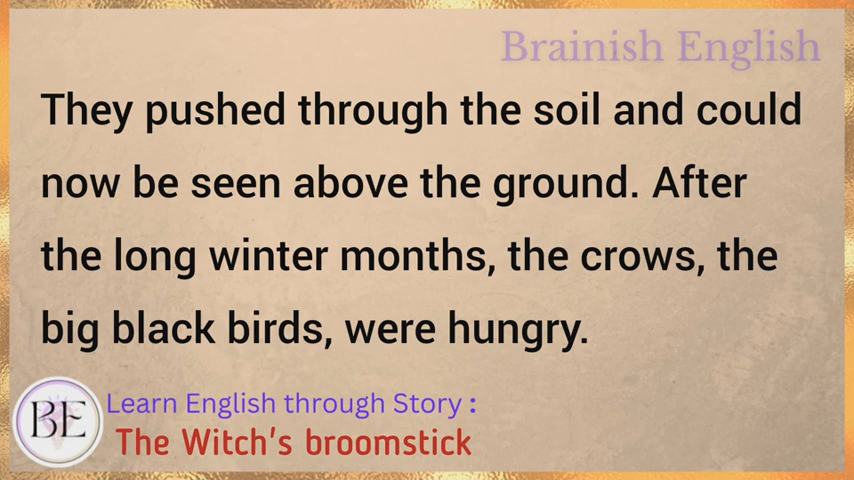 Brainish English
They pushed through the soil and could
now be seen above the ground. After
the long winter months, the crows, the
big black birds, were hungry.
BE
Learn English through Story :
The Witch's broomstick